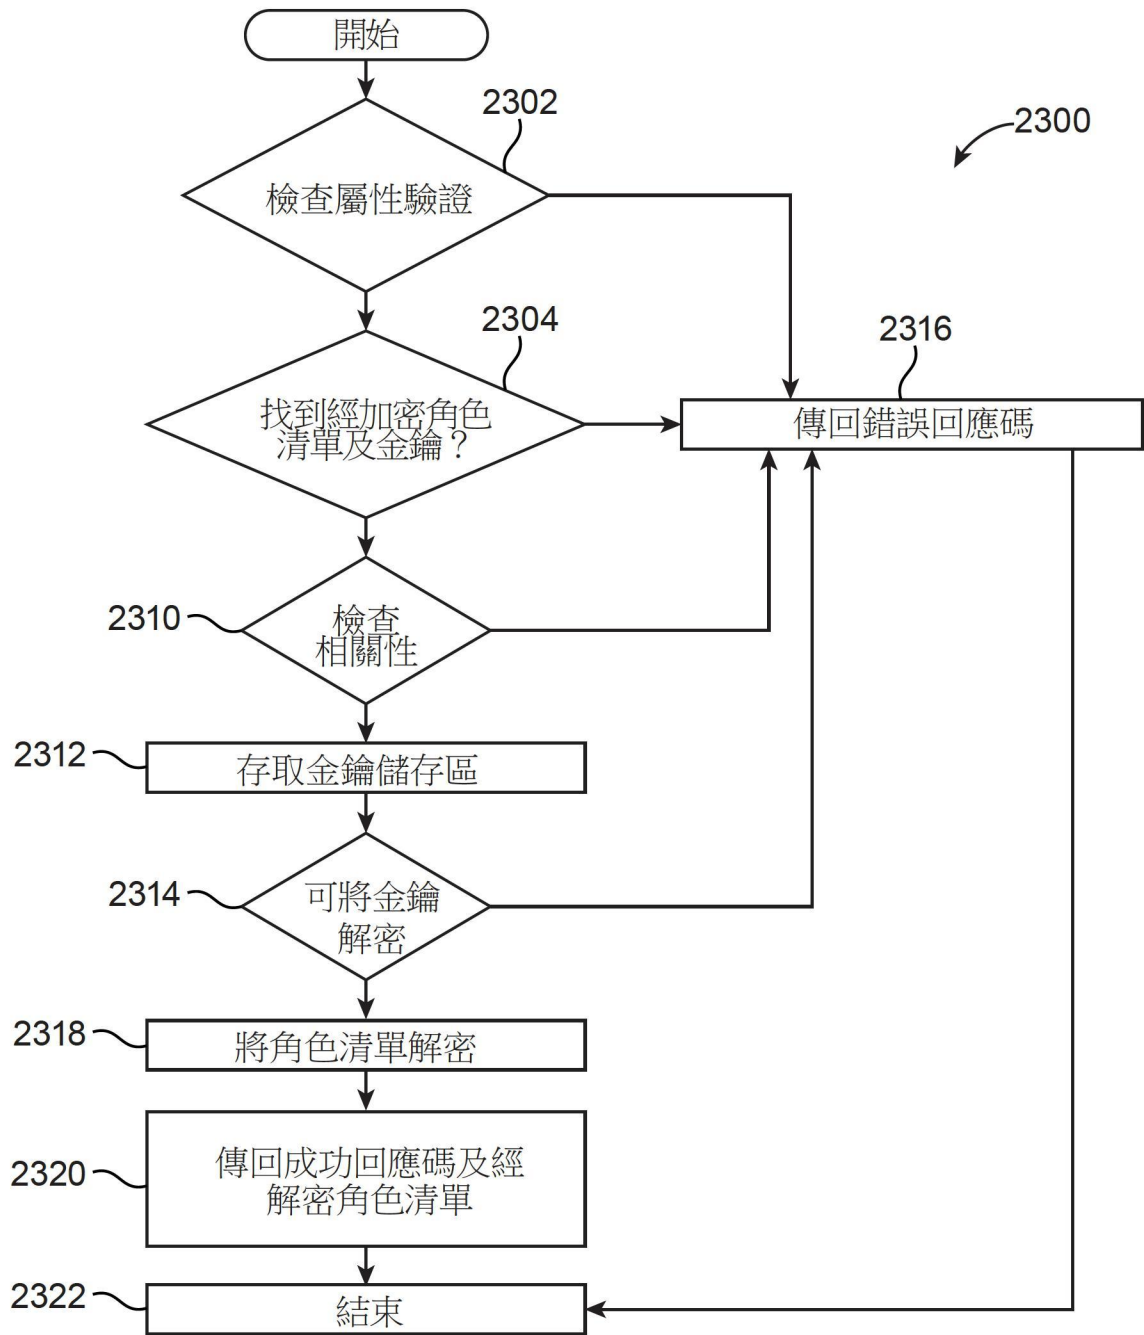 開始
2302
2300
檢查屬性驗證
2304
2316
找到經加密角色
清單及金鑰？
傳回錯誤回應碼
2310
檢查
相關性
2312
存取金鑰儲存區
2314
可將金鑰
解密
2318
將角色清單解密
2320
傳回成功回應碼及經
解密角色清單
2322
結束